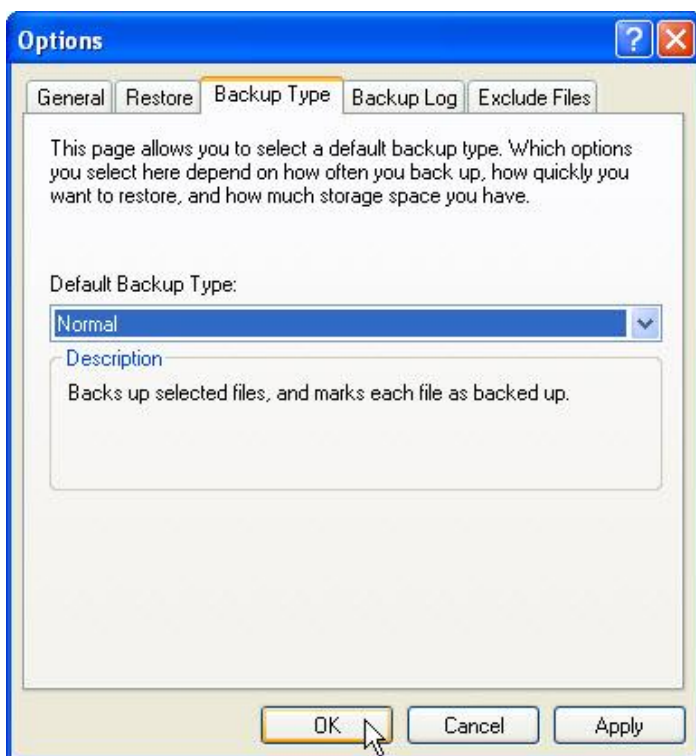 Options
General Restore Backup Type Backup Log Exclude Files
This page allows you to select a default backup type. Which options
you select here depend on how often you back up, how quickly you
want to restore, and how much storage space you have.
Default Backup Type:
Normal
Description
Backs up selected files, and marks each file as backed up.
OK Cancel Apply